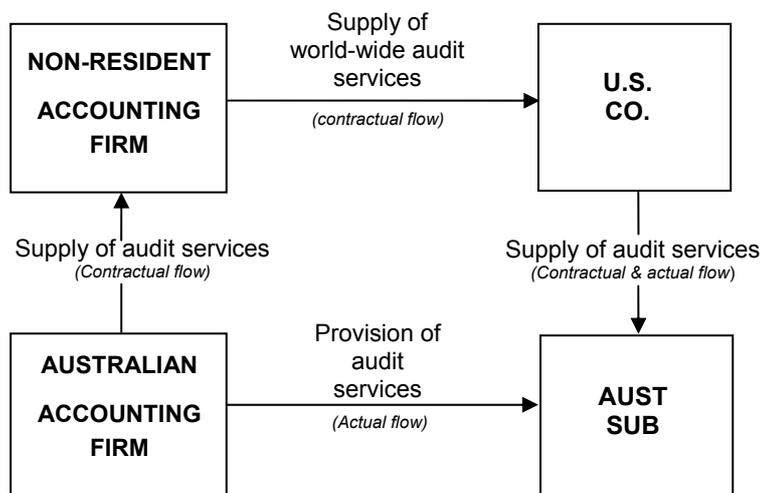 NON-RESIDENT
ACCOUNTING
FIRM
Supply of
world-wide audit
services
(contractual flow)
U.S.
CO.
Supply of audit services
(Contractual flow)
Supply of audit services
(Contractual & actual flow)
AUSTRALIAN
ACCOUNTING
FIRM
Provision of
audit
services
(Actual flow)
AUST
SUB